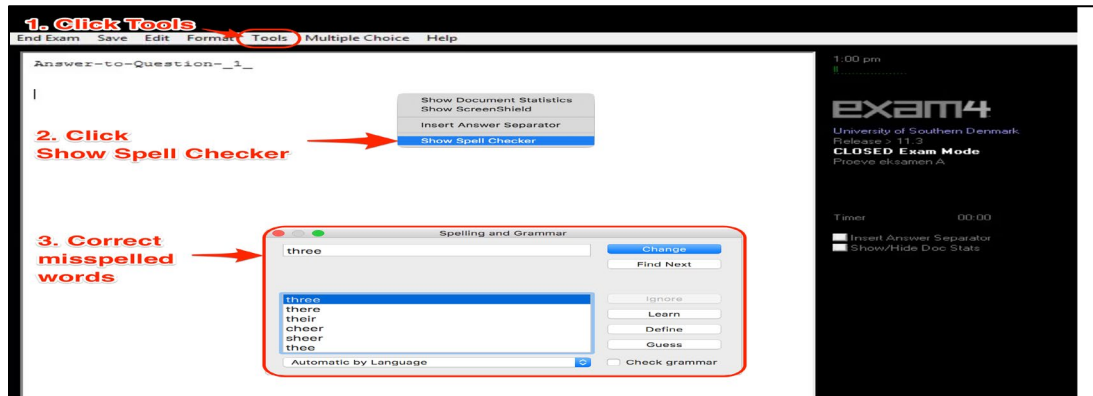 1. Click Tools
End Exam Save Edit Format Tools Multiple Choice Help
Answer-to-Question-_1_
1:00 pm
Show Document Statistics
Show ScreenShield
Insert Answer Separator
Show Spell Checker
2. Click
Show Spell Checker
exam4
University of Southern Denmark
Release > 11.3
CLOSED Exam Mode
Proeve eksamen A
Timer 00:00
Insert Answer Separator
Show/Hide Doc Stats
3. Correct
misspelled
words
Spelling and Grammar
three
Change
Find Next
three
there
their
cheer
sheer
thee
Ignore
Learn
Define
Guess
Automatic by Language
Check grammar